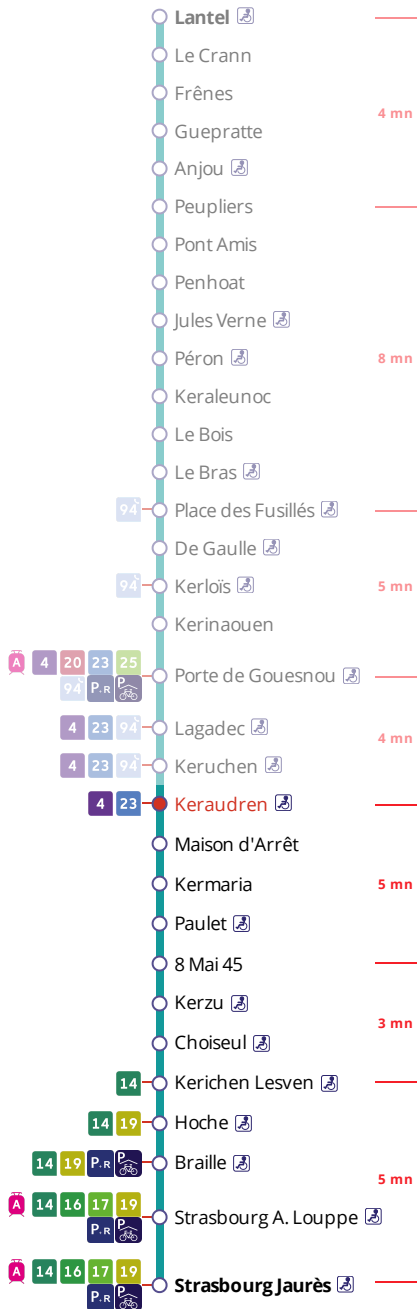 Lantel
Le Crann
Frênes
4 mn
Guepratte
Anjou
Peupliers
Pont Amis
Penhoat
Jules Verne
Péron
8 mn
Keraleunoc
Le Bois
Le Bras
94 Place des Fusillés
De Gaulle
94 Kerloïs
5 mn
Kerinaouen
A 4 20 23 25
94 P.R P
Porte de Gouesnou
4 23 94 Lagadec
4 mn
4 23 94 Keruchen
4 23 Keraudren
Maison d'Arrêt
Kermaria
5 mn
Paulet
8 Mai 45
Kerzu
3 mn
Choiseul
14 Kerichen Lesven
14 19 Hoche
14 19 P.R P Braille
5 mn
A 14 16 17 19
P.R P
Strasbourg A. Louppe
A 14 16 17 19
P.R P
Strasbourg Jaurès